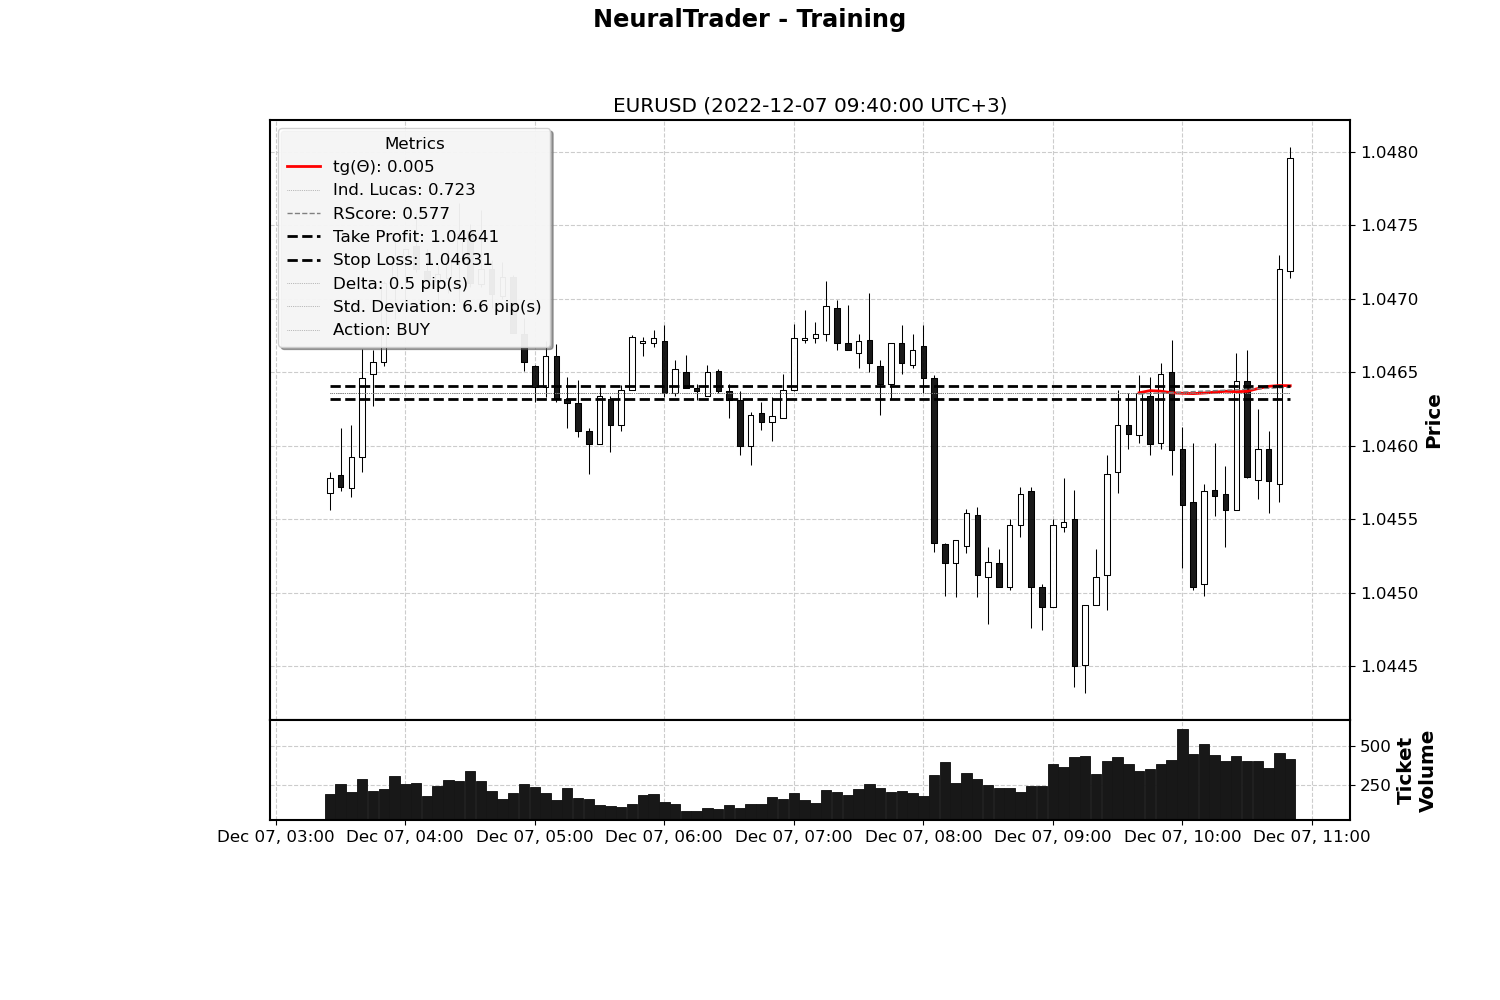 NeuralTrader - Training
EURUSD (2022-12-07 09:40:00 UTC+3)
Metrics
tg(Θ): 0.005
Ind. Lucas: 0.723
RScore: 0.577
Take Profit: 1.04641
Stop Loss: 1.04631
Delta: 0.5 pip(s)
Std. Deviation: 6.6 pip(s)
Action: BUY
1.0480
1.0475
1.0470
1.0465
1.0460
1.0455
1.0450
1.0445
Price
500
250
Ticket
Volume
Dec 07, 03:00
Dec 07, 04:00
Dec 07, 05:00
Dec 07, 06:00
Dec 07, 07:00
Dec 07, 08:00
Dec 07, 09:00
Dec 07, 10:00
Dec 07, 11:00